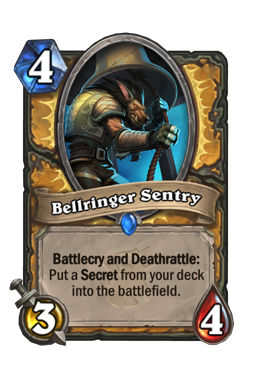 4
Bellringer Sentry
Battlecry and Deathrattle:
Put a Secret from your deck
into the battlefield.
3
4